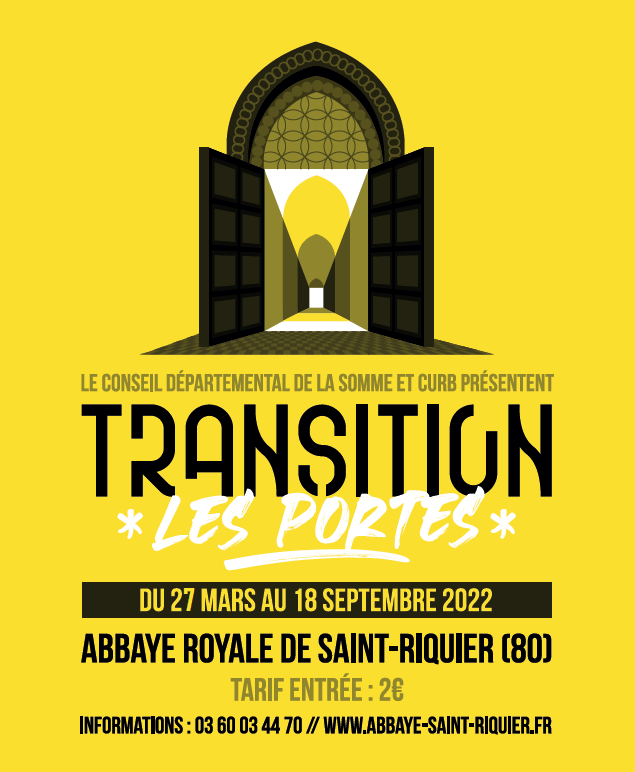 LE CONSEIL DÉPARTEMENTAL DE LA SOMME ET CURB PRÉSENTENT
TRANSITION
*LES PORTES*
DU 27 MARS AU 18 SEPTEMBRE 2022
ABBAYE ROYALE DE SAINT-RIQUIER (80)
TARIF ENTRÉE : 2€
INFORMATIONS : 03 60 03 44 70 // WWW.ABBAYE-SAINT-RIQUIER.FR